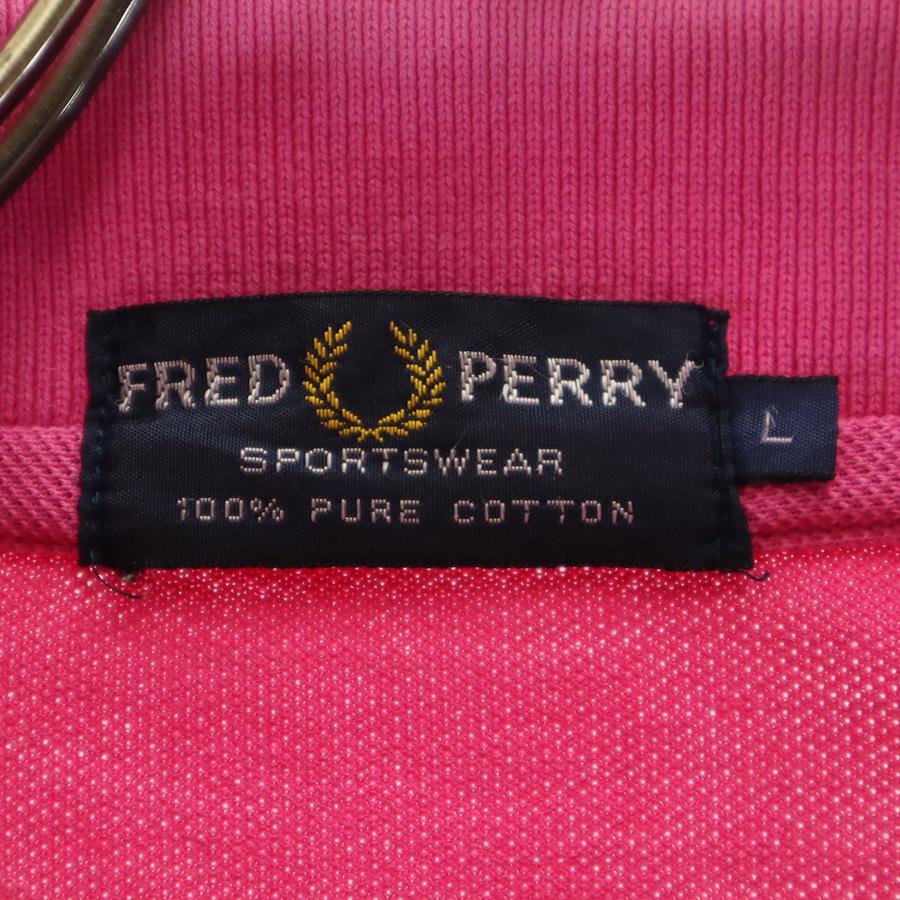 FRED PERRY
SPORTSWEAR
100% PURE COTTON
L